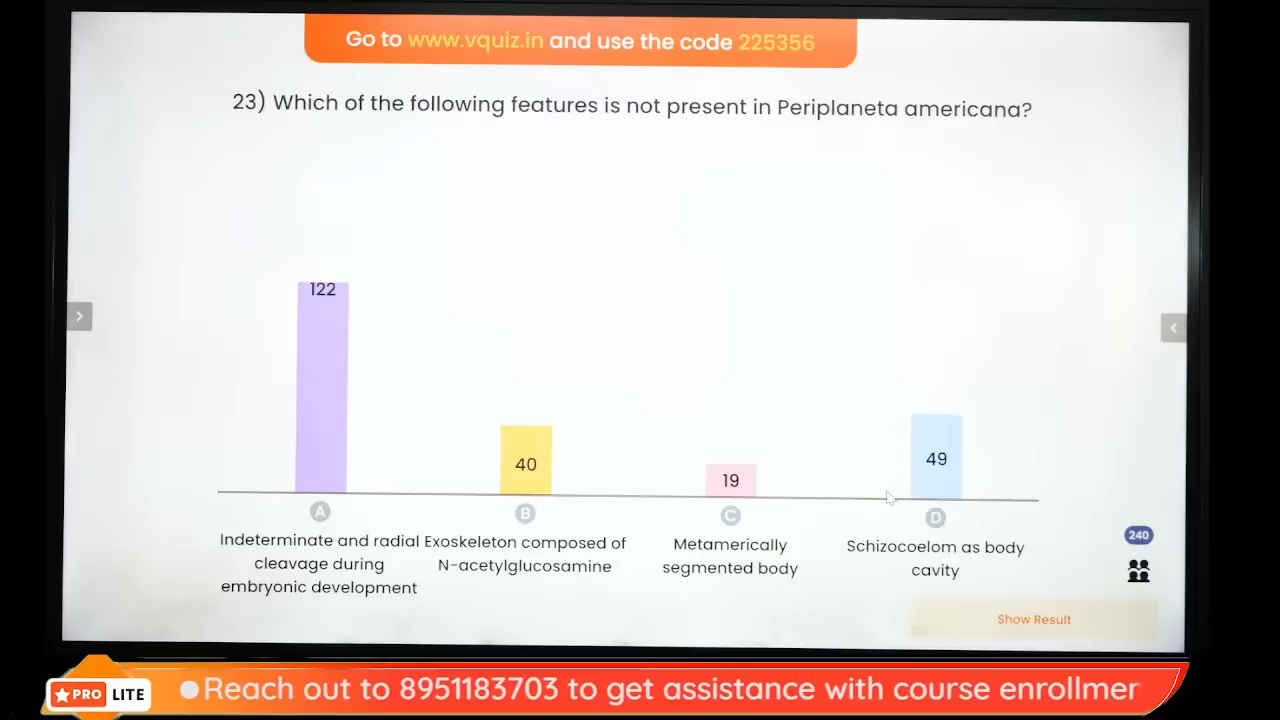 Go to www.vquiz.in and use the code 225356
23) Which of the following features is not present in Periplaneta americana?
122
40
19
49
A
B
C
D
Indeterminate and radial cleavage during embryonic development
Exoskeleton composed of N-acetylglucosamine
Metamerically segmented body
Schizocoelom as body cavity
240
Show Result
PRO LITE
Reach out to 8951183703 to get assistance with course enrollmer